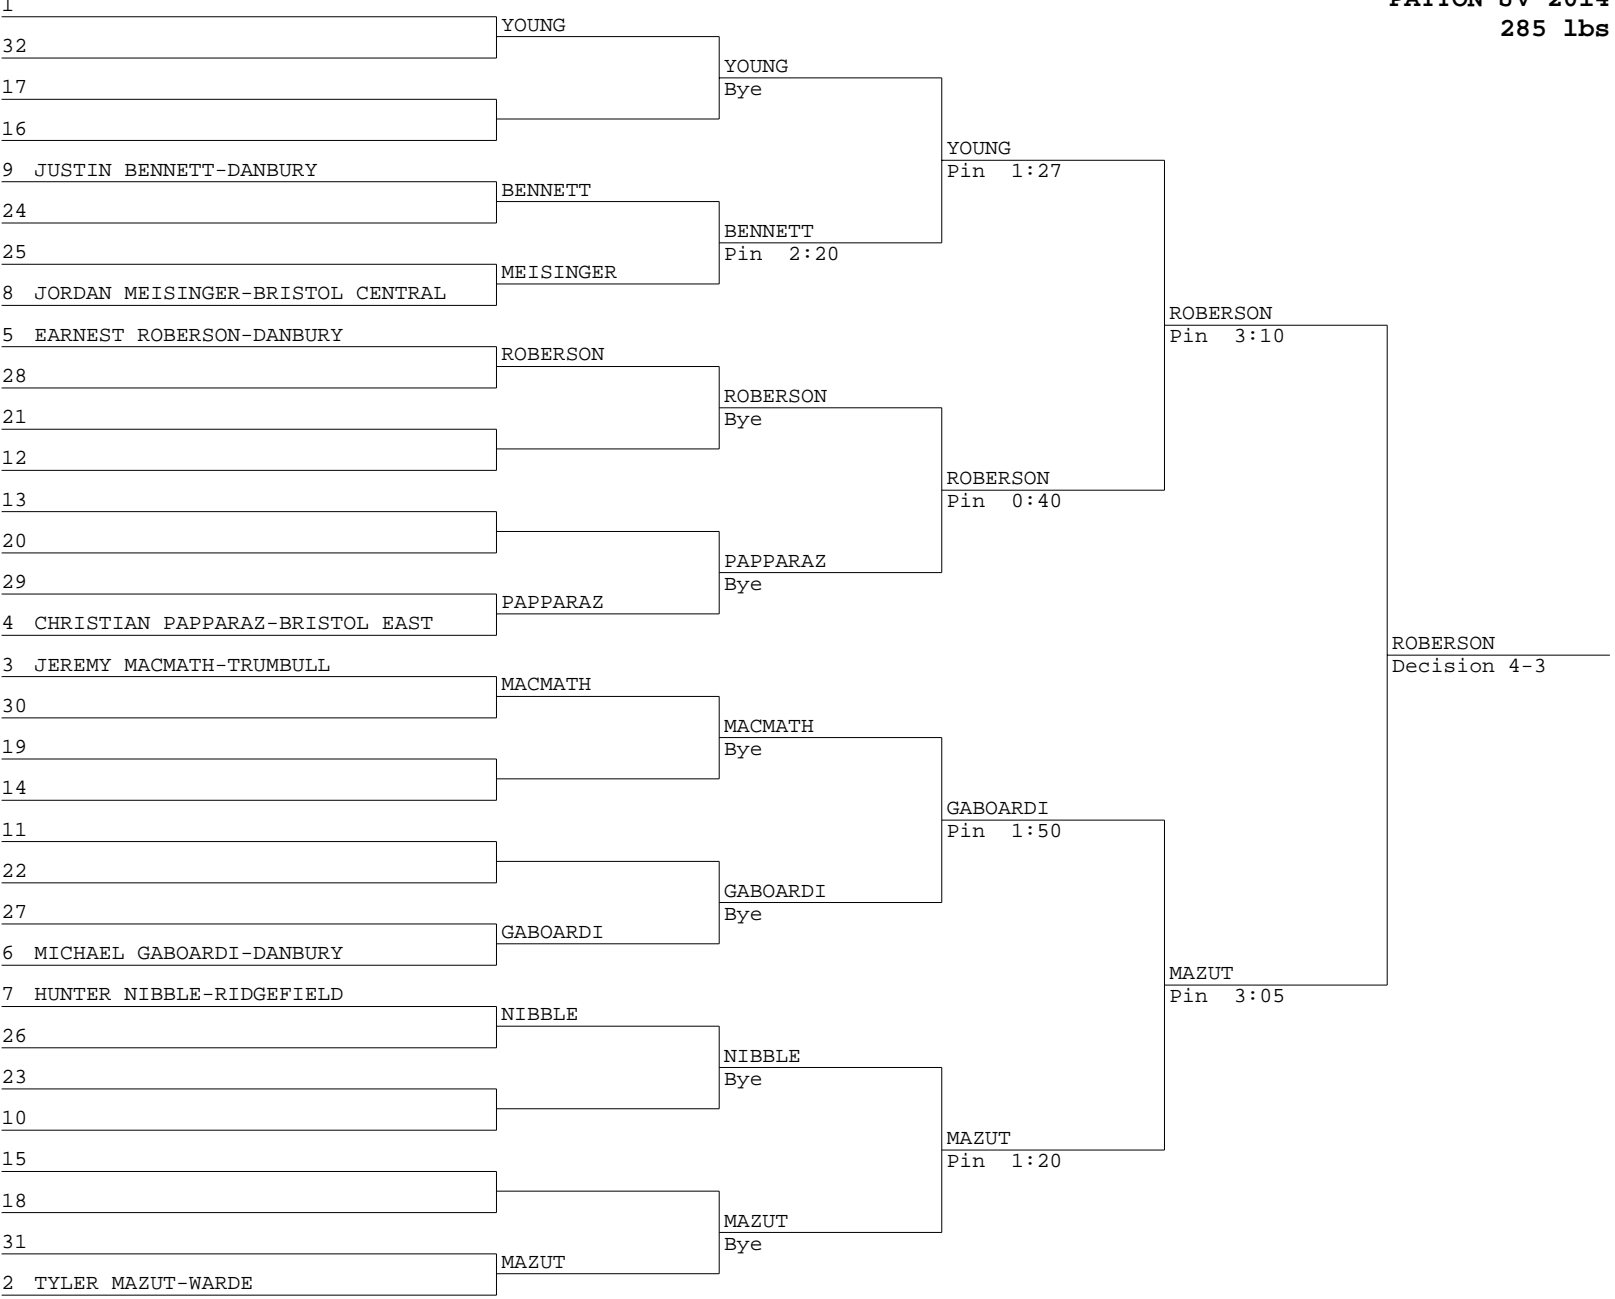 285 lbs
1
32
17
16
9 JUSTIN BENNETT-DANBURY
24
25
8 JORDAN MEISINGER-BRISTOL CENTRAL
5 EARNEST ROBERSON-DANBURY
28
21
12
13
20
29
4 CHRISTIAN PAPPARAZ-BRISTOL EAST
3 JEREMY MACMATH-TRUMBULL
30
19
14
11
22
27
6 MICHAEL GABOARDI-DANBURY
7 HUNTER NIBBLE-RIDGEFIELD
26
23
10
15
18
31
2 TYLER MAZUT-WARDE
YOUNG
BENNETT
MEISINGER
ROBERSON
PAPPARAZ
MACMATH
GABOARDI
NIBBLE
MAZUT
YOUNG
Bye
BENNETT
Pin 2:20
ROBERSON
Bye
PAPPARAZ
Bye
MACMATH
Bye
GABOARDI
Bye
NIBBLE
Bye
MAZUT
Bye
YOUNG
Pin 1:27
ROBERSON
Pin 0:40
GABOARDI
Pin 1:50
MAZUT
Pin 1:20
ROBERSON
Pin 3:10
MAZUT
Pin 3:05
ROBERSON
Decision 4-3